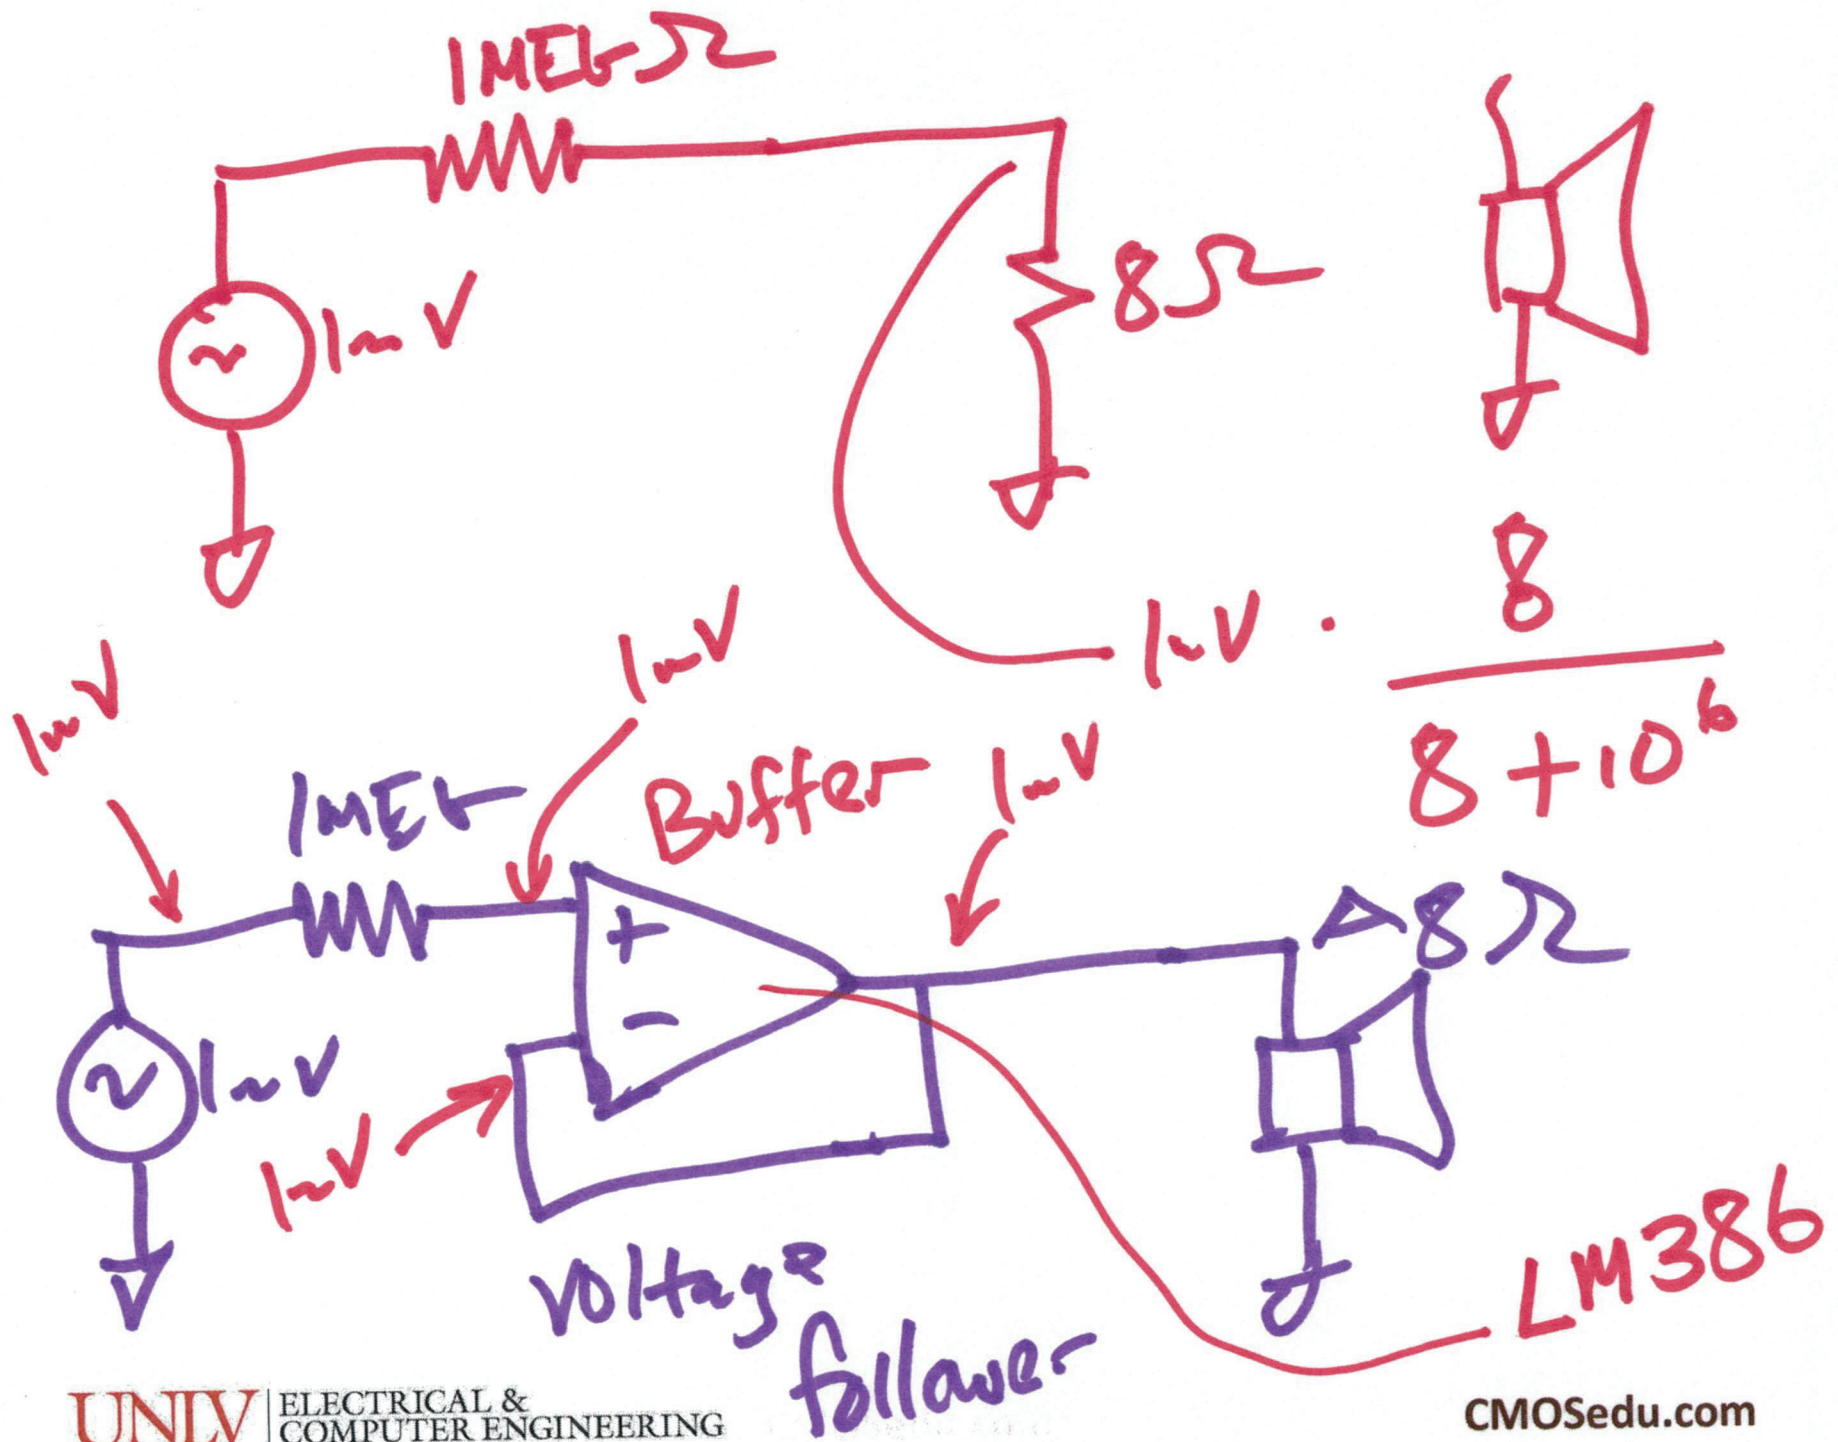 1MEG Ω
1mV
8Ω
1mV · 8
8 + 10⁶
1mV
1mV
1MEG
Buffer
1mV
+
-
8Ω
1mV
1mV
voltage
follower
LM386
UNLV
ELECTRICAL &
COMPUTER ENGINEERING
CMOSedu.com